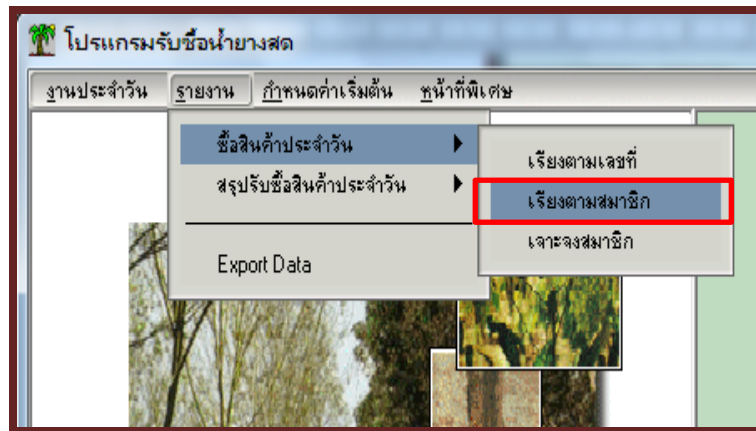 โปรแกรมรับซื้อน้ำยางสด
งานประจำวัน รายงาน กำหนดค่าเริ่มต้น หน้าที่พิเศษ
ซื้อสินค้าประจำวัน
สรุปรับซื้อสินค้าประจำวัน
Export Data
เรียงตามเลขที่
เรียงตามสมาชิก
เจาะจงสมาชิก